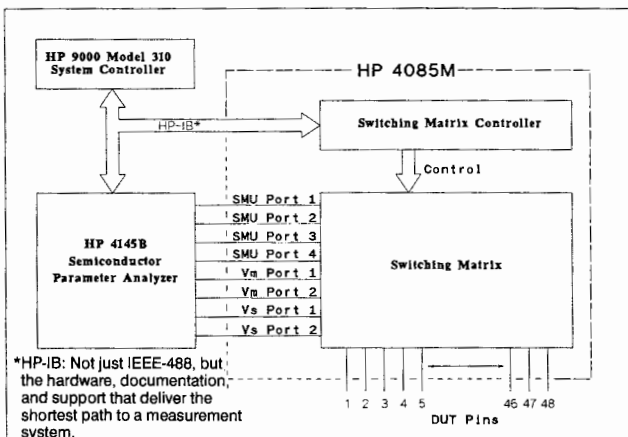 HP 9000 Model 310
System Controller
HP 4085M
HP-IB*
Switching Matrix Controller
Control
HP 4145B
Semiconductor
Parameter Analyzer
SMU Port 1
SMU Port 2
SMU Port 3
SMU Port 4
Vm Port 1
Vm Port 2
Vs Port 1
Vs Port 2
Switching Matrix
*HP-IB: Not just IEEE-488, but
the hardware, documentation
and support that deliver the
shortest path to a measurement
system.
1 2 3 4 5 46 47 48
DUT Pins